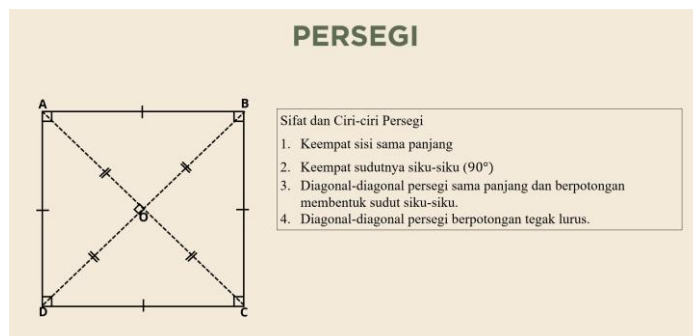 PERSEGI
A
B
O
D
C
Sifat dan Ciri-ciri Persegi
1. Keempat sisi sama panjang
2. Keempat sudutnya siku-siku (90°)
3. Diagonal-diagonal persegi sama panjang dan berpotongan
membentuk sudut siku-siku.
4. Diagonal-diagonal persegi berpotongan tegak lurus.